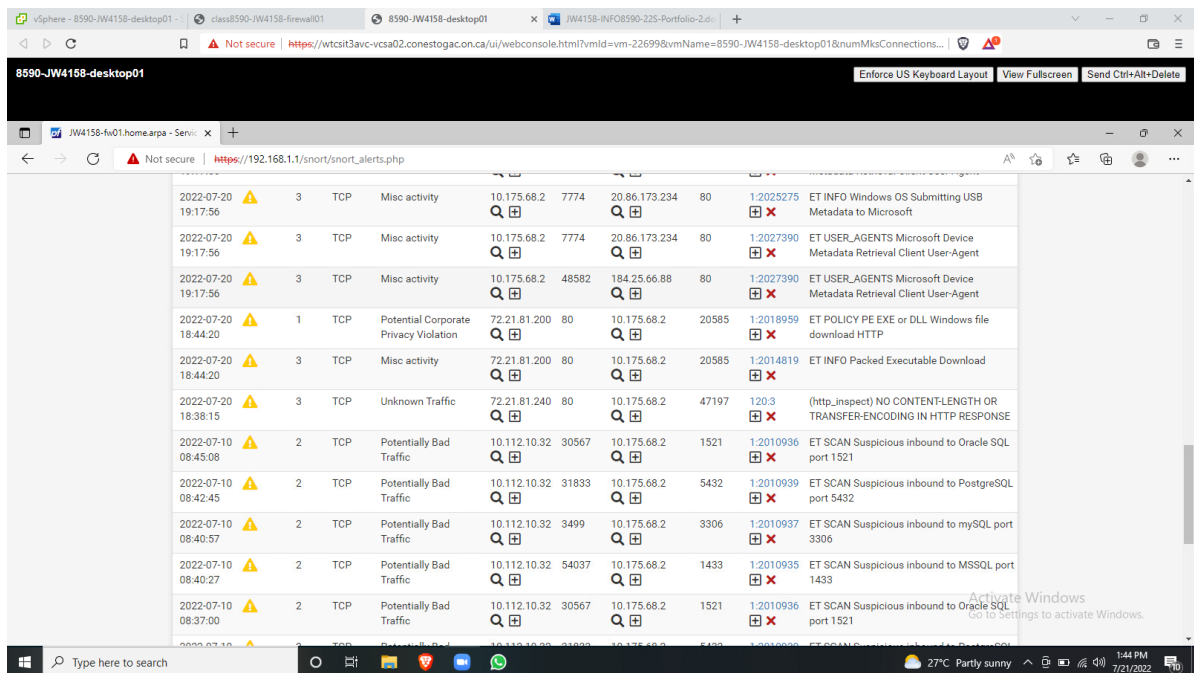 vSphere - 8590-JW4158-desktop01 -
class8590-JW4158-firewall01
8590-JW4158-desktop01
JW4158-INFO8590-22S-Portfolio-2.do
Not secure
https://wtcsit3avc-vcsa02.conestogac.on.ca/ui/webconsole.html?vmId=vm-22699&vmName=8590-JW4158-desktop01&numMksConnections...
8590-JW4158-desktop01
Enforce US Keyboard Layout
View Fullscreen
Send Ctrl+Alt+Delete
JW4158-fw01.home.arpa - Servic
Not secure
https://192.168.1.1/snort/snort_alerts.php
2022-07-20 3 TCP Misc activity 10.175.68.2 7774 20.86.173.234 80 1:2025275 ET INFO Windows OS Submitting USB
19:17:56 Metadata to Microsoft
2022-07-20 3 TCP Misc activity 10.175.68.2 7774 20.86.173.234 80 1:2027390 ET USER_AGENTS Microsoft Device
19:17:56 Metadata Retrieval Client User-Agent
2022-07-20 3 TCP Misc activity 10.175.68.2 48582 184.25.66.88 80 1:2027390 ET USER_AGENTS Microsoft Device
19:17:56 Metadata Retrieval Client User-Agent
2022-07-20 1 TCP Potential Corporate 72.21.81.200 80 10.175.68.2 20585 1:2018959 ET POLICY PE EXE or DLL Windows file
18:44:20 Privacy Violation download HTTP
2022-07-20 3 TCP Misc activity 72.21.81.200 80 10.175.68.2 20585 1:2014819 ET INFO Packed Executable Download
18:44:20
2022-07-20 3 TCP Unknown Traffic 72.21.81.240 80 10.175.68.2 47197 120:3 (http_inspect) NO CONTENT-LENGTH OR
18:38:15 TRANSFER-ENCODING IN HTTP RESPONSE
2022-07-10 2 TCP Potentially Bad 10.112.10.32 30567 10.175.68.2 1521 1:2010936 ET SCAN Suspicious inbound to Oracle SQL
08:45:08 Traffic port 1521
2022-07-10 2 TCP Potentially Bad 10.112.10.32 31833 10.175.68.2 5432 1:2010939 ET SCAN Suspicious inbound to PostgreSQL
08:42:45 Traffic port 5432
2022-07-10 2 TCP Potentially Bad 10.112.10.32 3499 10.175.68.2 3306 1:2010937 ET SCAN Suspicious inbound to mySQL port
08:40:57 Traffic 3306
2022-07-10 2 TCP Potentially Bad 10.112.10.32 54037 10.175.68.2 1433 1:2010935 ET SCAN Suspicious inbound to MSSQL port
08:40:27 Traffic 1433
2022-07-10 2 TCP Potentially Bad 10.112.10.32 30567 10.175.68.2 1521 1:2010936 ET SCAN Suspicious inbound to Oracle SQL
08:37:00 Traffic port 1521
Activate Windows
Go to Settings to activate Windows.
Type here to search
27°C Partly sunny
1:44 PM
7/21/2022
10